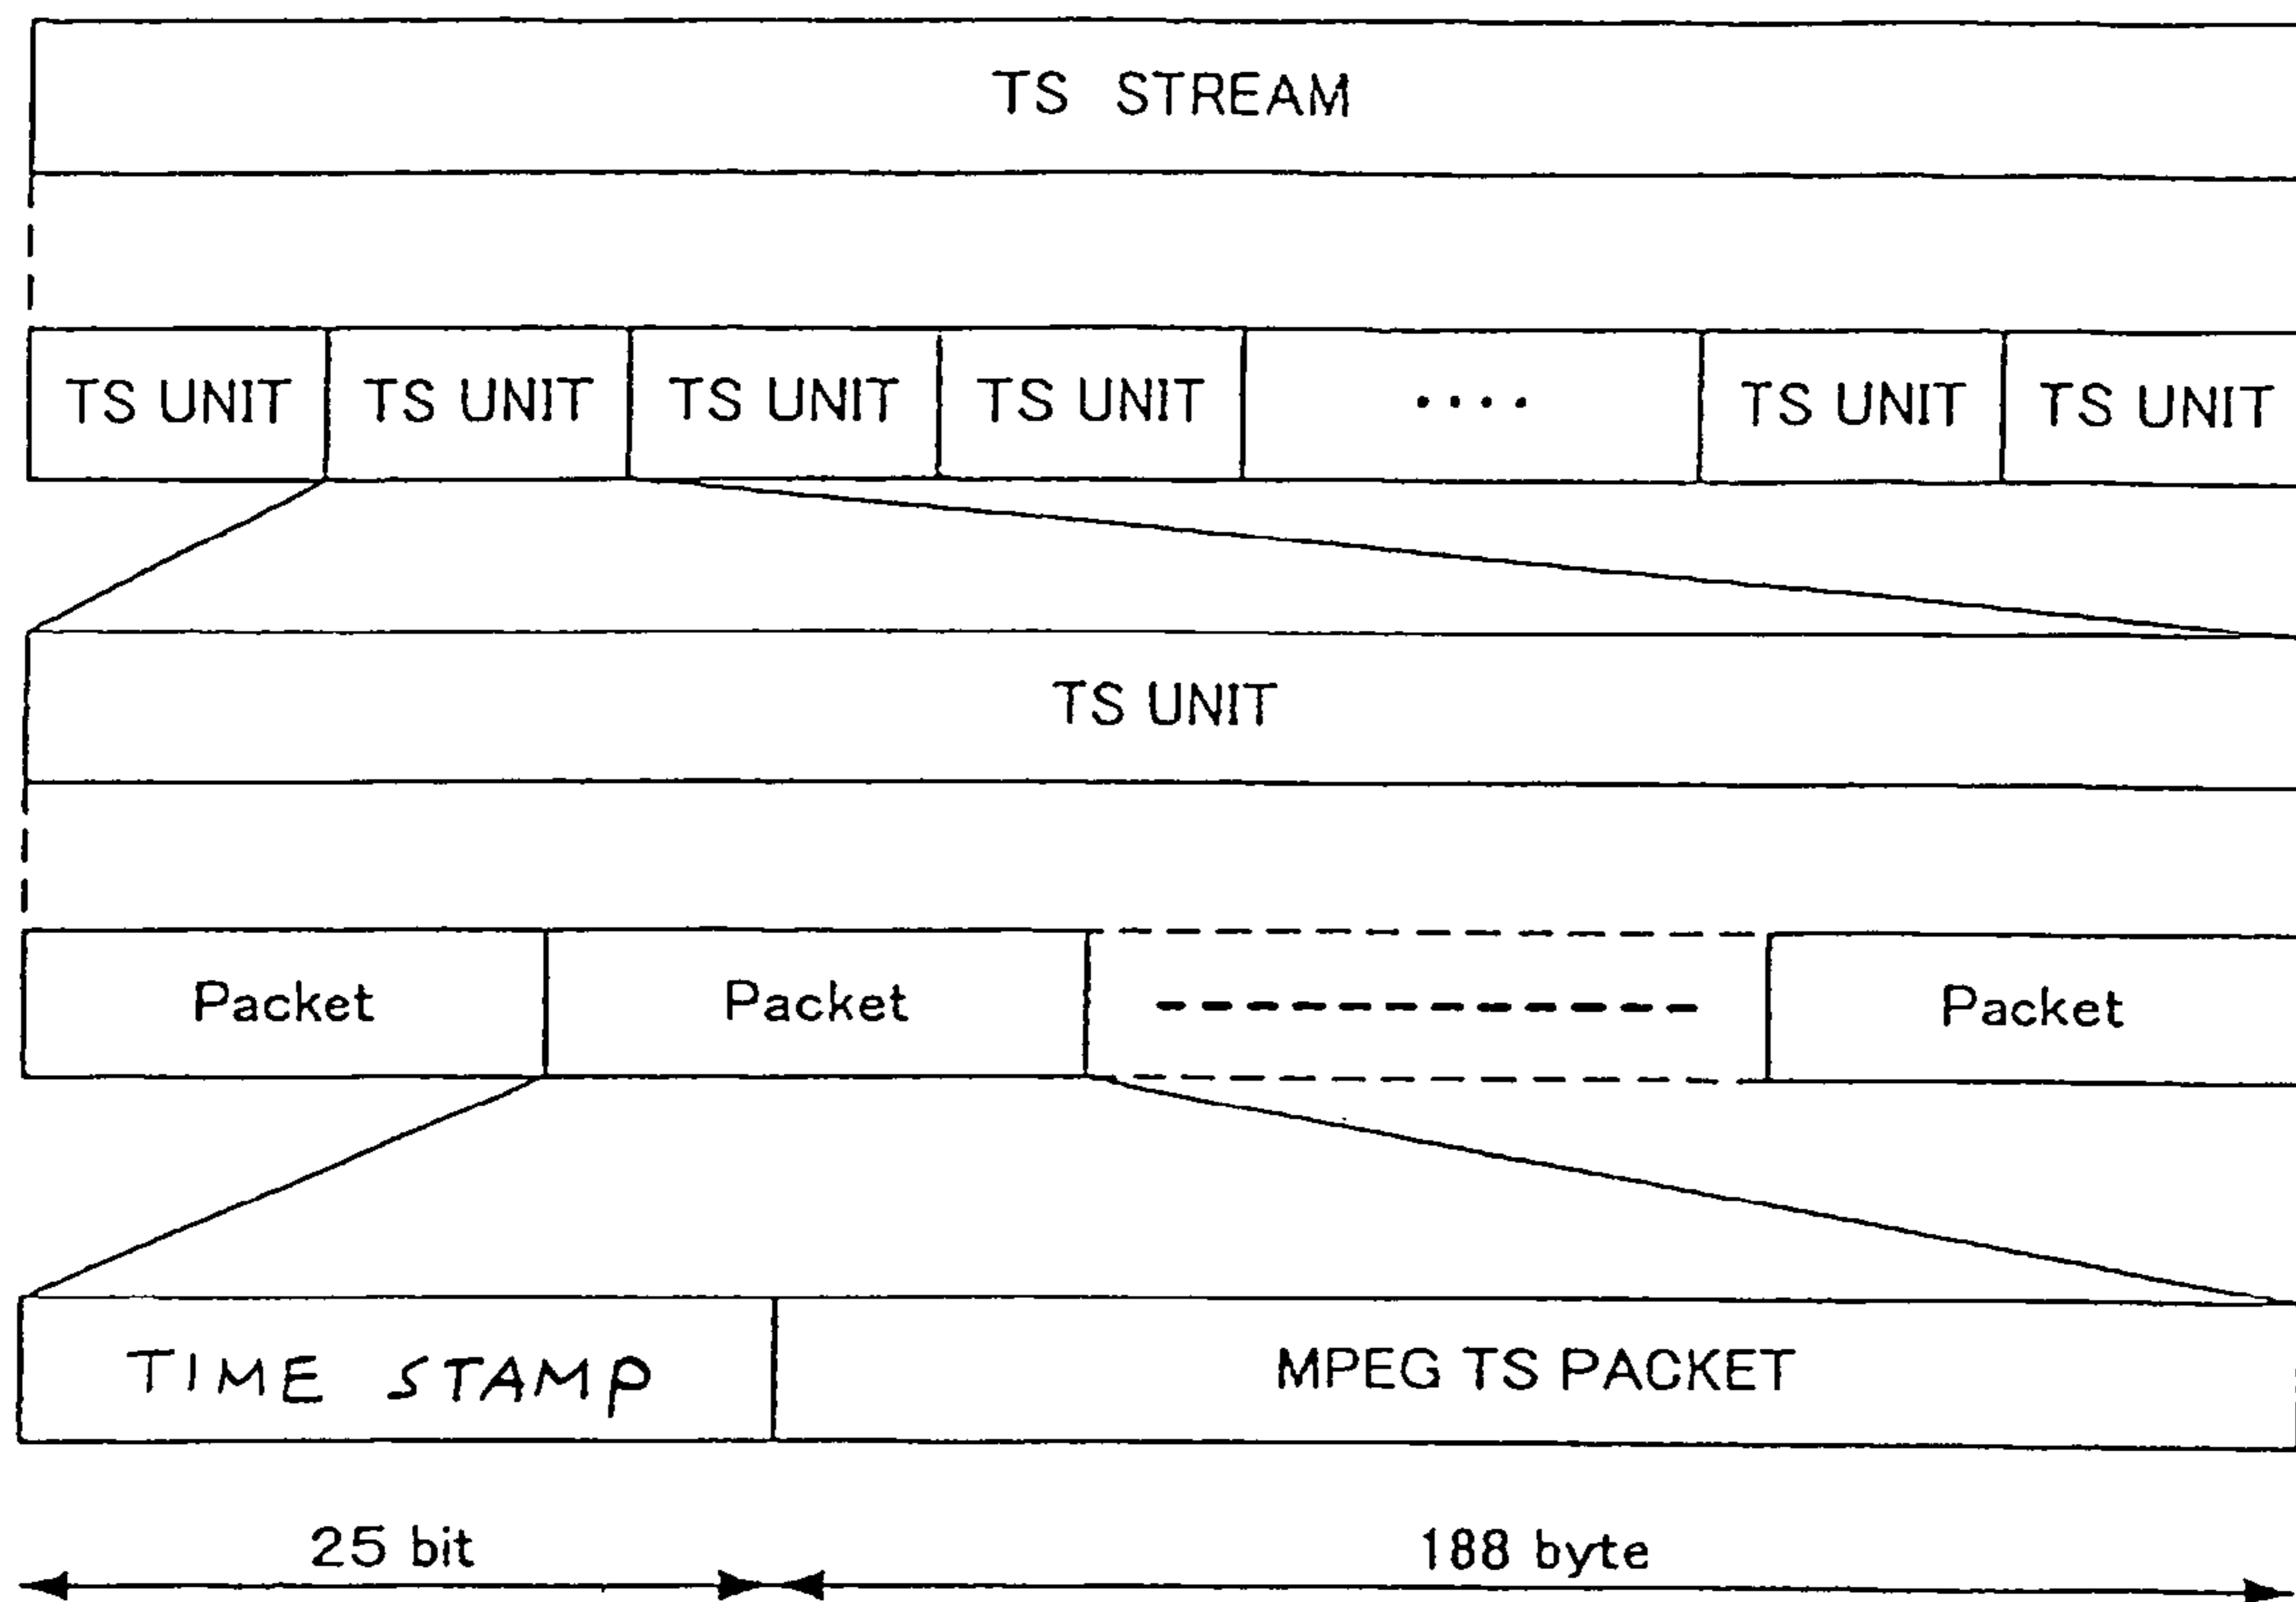 TS STREAM
TS UNIT TS UNIT TS UNIT TS UNIT .... TS UNIT TS UNIT
TS UNIT
Packet Packet Packet
TIME STAMP MPEG TS PACKET
25 bit 188 byte